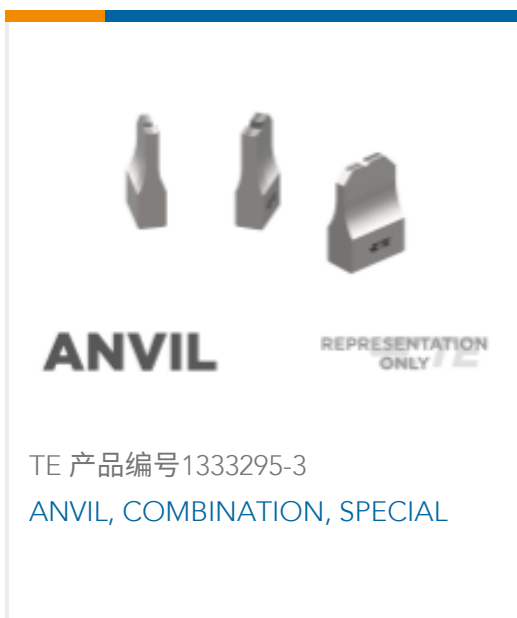 ANVIL
REPRESENTATION
ONLY TE
TE 产品编号1333295-3
ANVIL, COMBINATION, SPECIAL